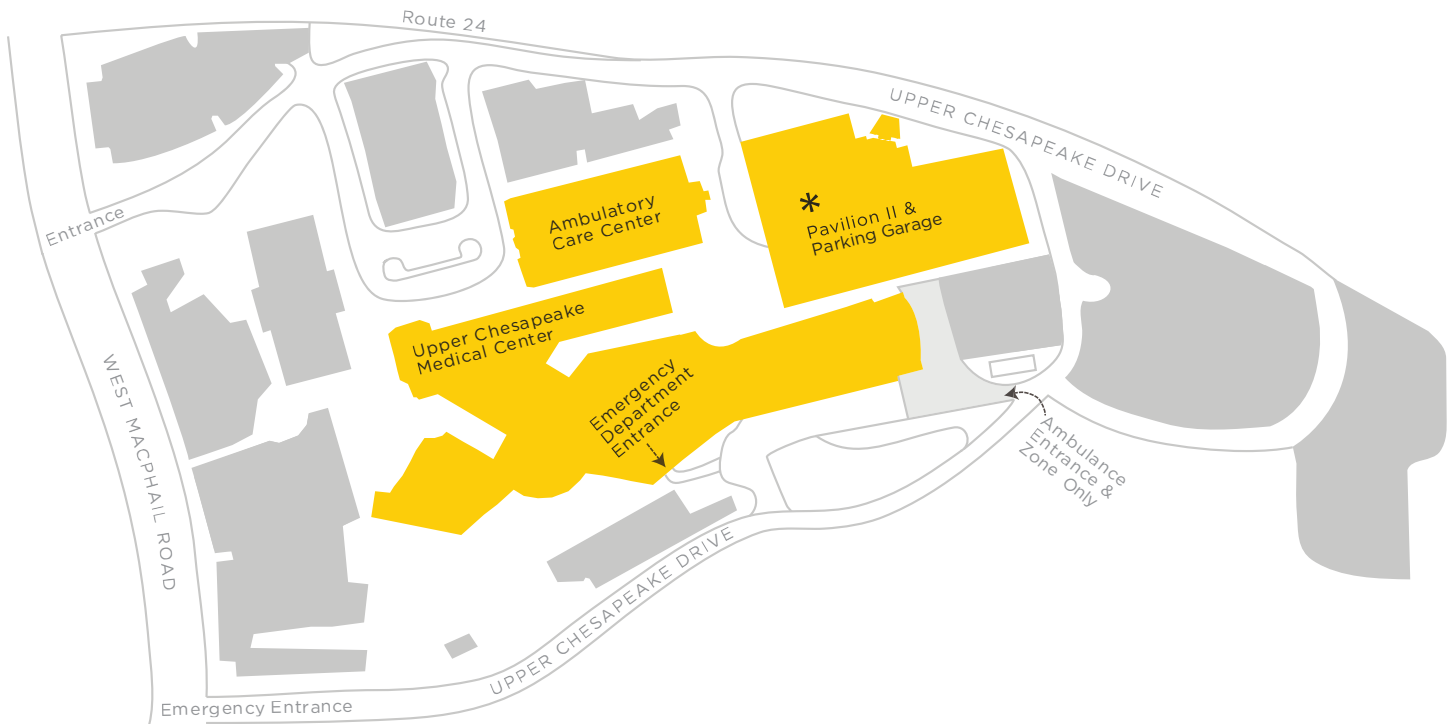 Route 24
UPPER CHESAPEAKE DRIVE
Entrance
Ambulatory
Care Center
*
Pavilion II &
Parking Garage
Upper Chesapeake
Medical Center
Emergency
Department
Entrance
WEST MACPHAIL ROAD
Ambulance
Entrance &
Zone Only
UPPER CHESAPEAKE DRIVE
Emergency Entrance